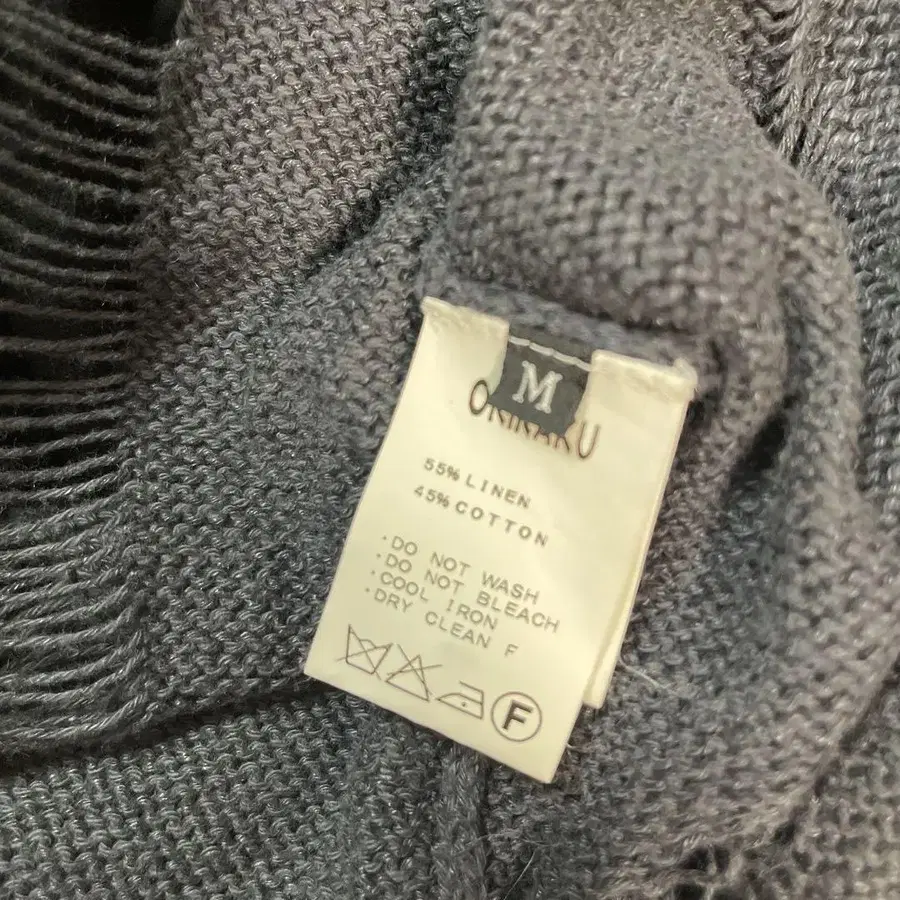 M
55% LINEN
45% COTTON
·DO NOT WASH
·DO NOT BLEACH
·COOL IRON
·DRY CLEAN F
F